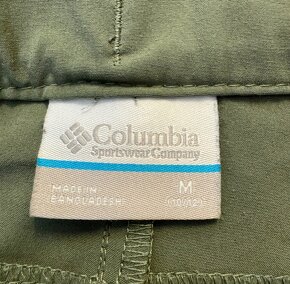 Columbia
Sportswear Company
MADE IN
BANGLADESH
M
(10/12)